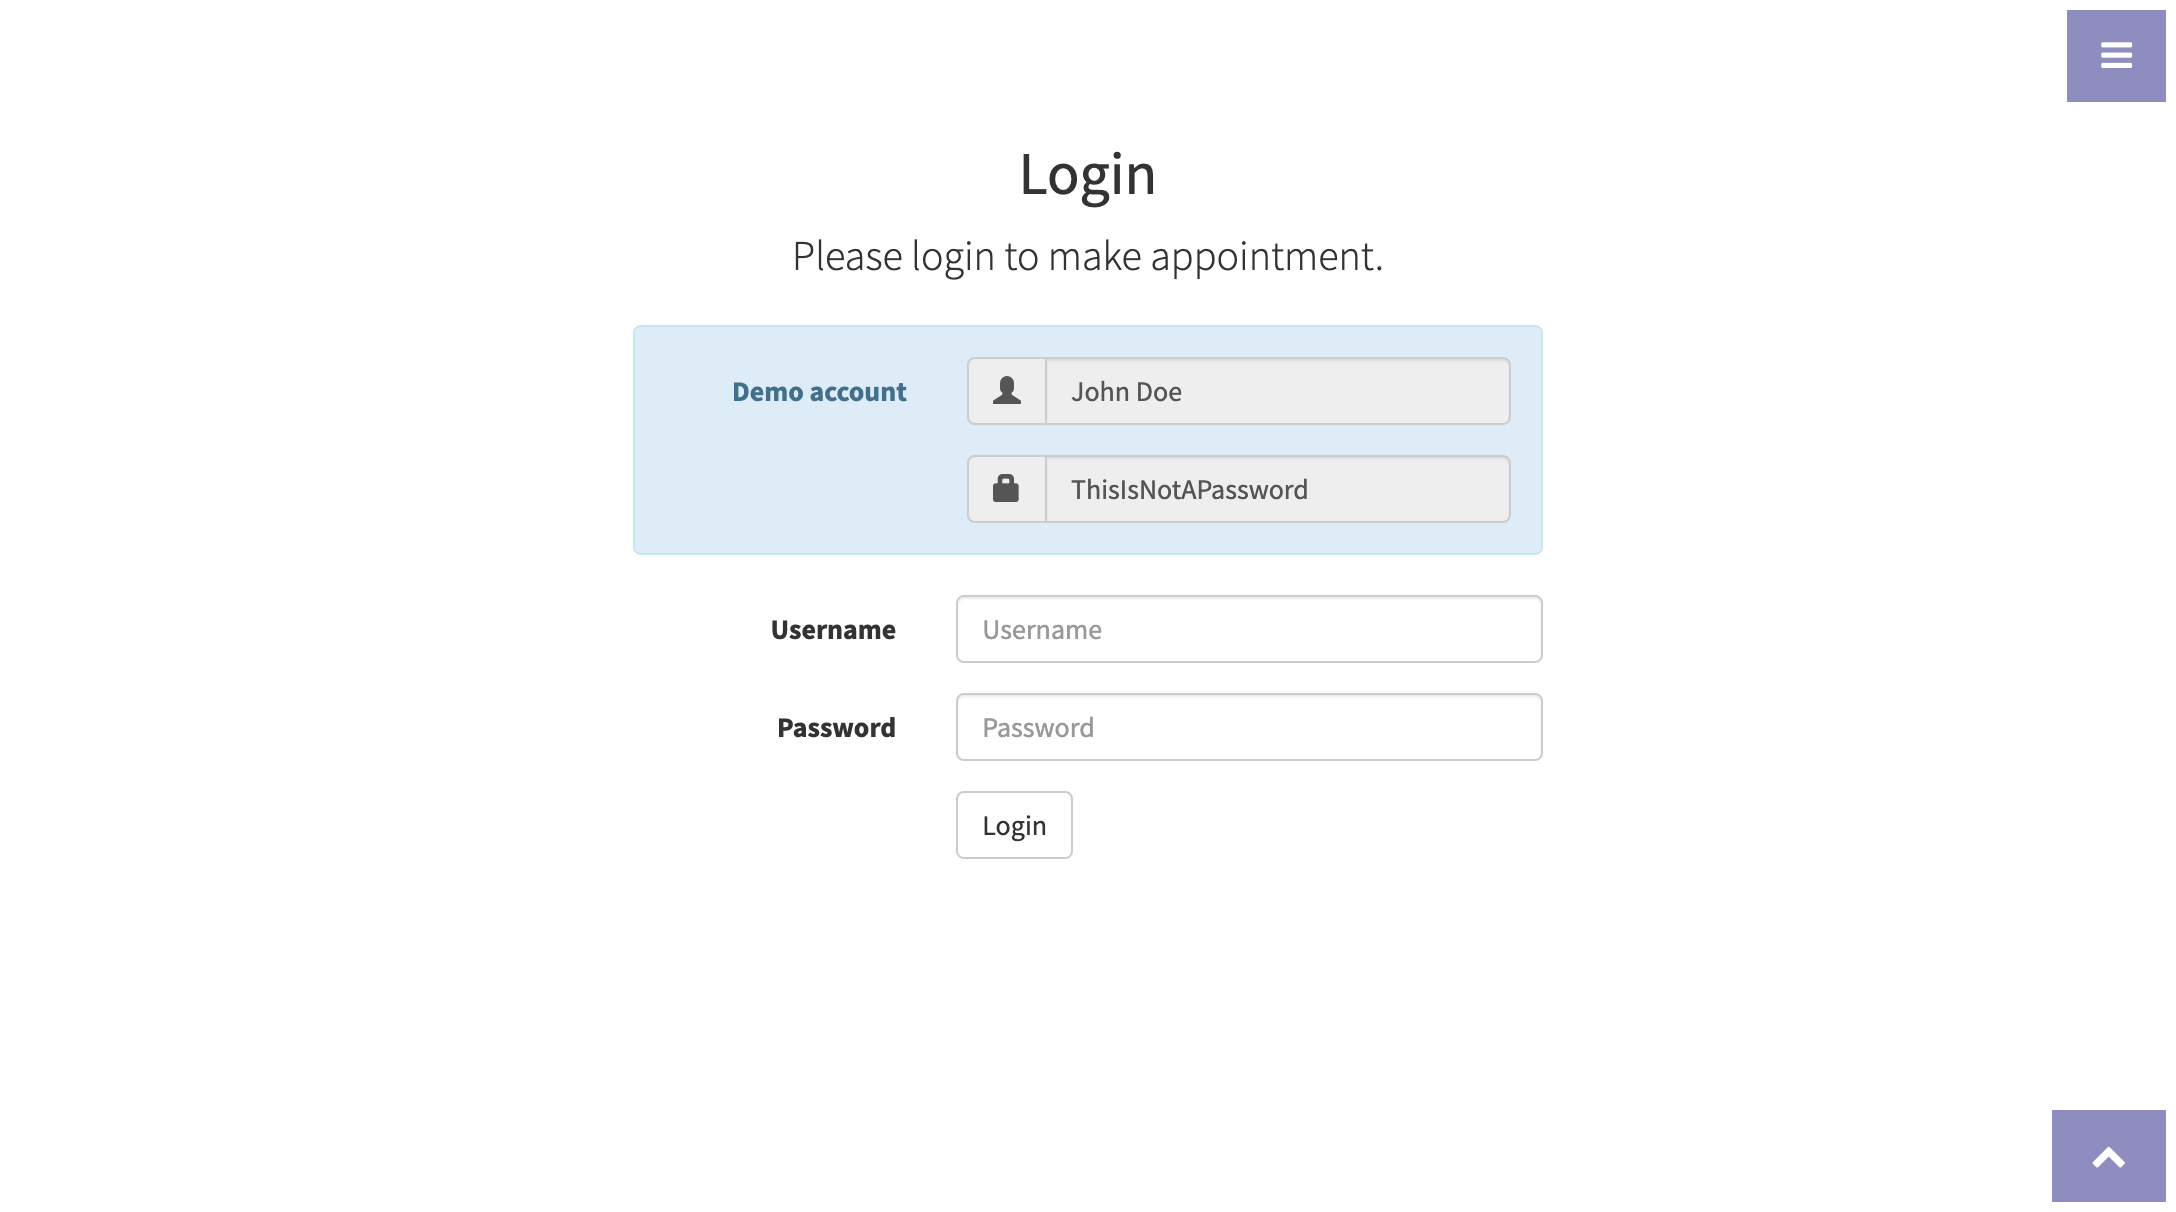 Login
Please login to make appointment.
Demo account
John Doe
ThisIsNotAPassword
Username
Username
Password
Password
Login